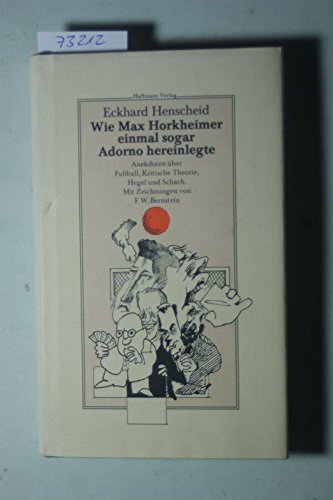 73212
Haffmans Verlag
Eckhard Henscheid
Wie Max Horkheimer
einmal sogar
Adorno hereinlegte
Anekdoten über
Fußball, Kritische Theorie,
Hegel und Schach.
Mit Zeichnungen von
F. W. Bernstein